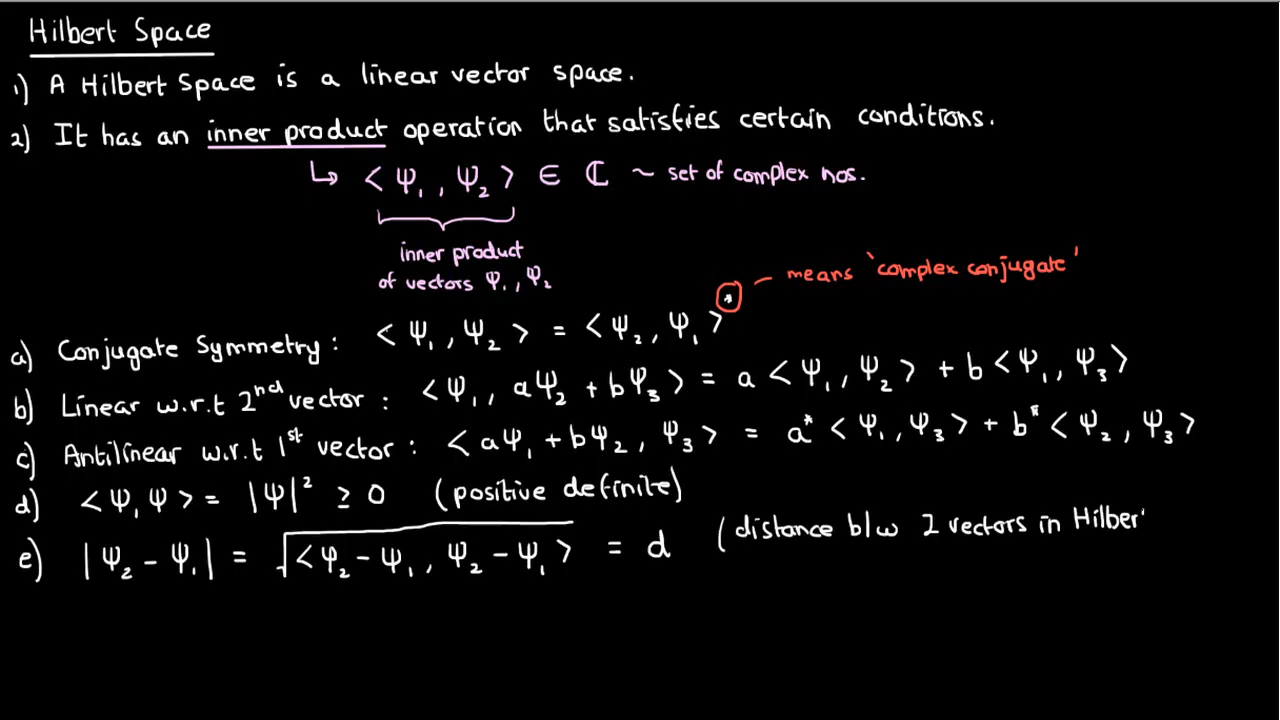 Hilbert Space
1) A Hilbert Space is a linear vector space.
2) It has an inner product operation that satisfies certain conditions.
↳ < Ψ₁ , Ψ₂ > ∈ ℂ ~ set of complex nos.
inner product
of vectors Ψ₁ , Ψ₂
— means 'complex conjugate'
a) Conjugate Symmetry : < Ψ₁ , Ψ₂ > = < Ψ₂ , Ψ₁ >*
b) Linear w.r.t 2nd vector : < Ψ₁ , aΨ₂ + bΨ₃ > = a < Ψ₁ , Ψ₂ > + b < Ψ₁ , Ψ₃ >
c) Antilinear w.r.t 1st vector : < aΨ₁ + bΨ₂ , Ψ₃ > = a* < Ψ₁ , Ψ₃ > + b* < Ψ₂ , Ψ₃ >
d) < Ψ, Ψ > = |Ψ|² ≥ 0 (positive definite)
e) |Ψ₂ - Ψ₁| = √< Ψ₂ - Ψ₁ , Ψ₂ - Ψ₁ > = d (distance b/w 2 vectors in Hilber